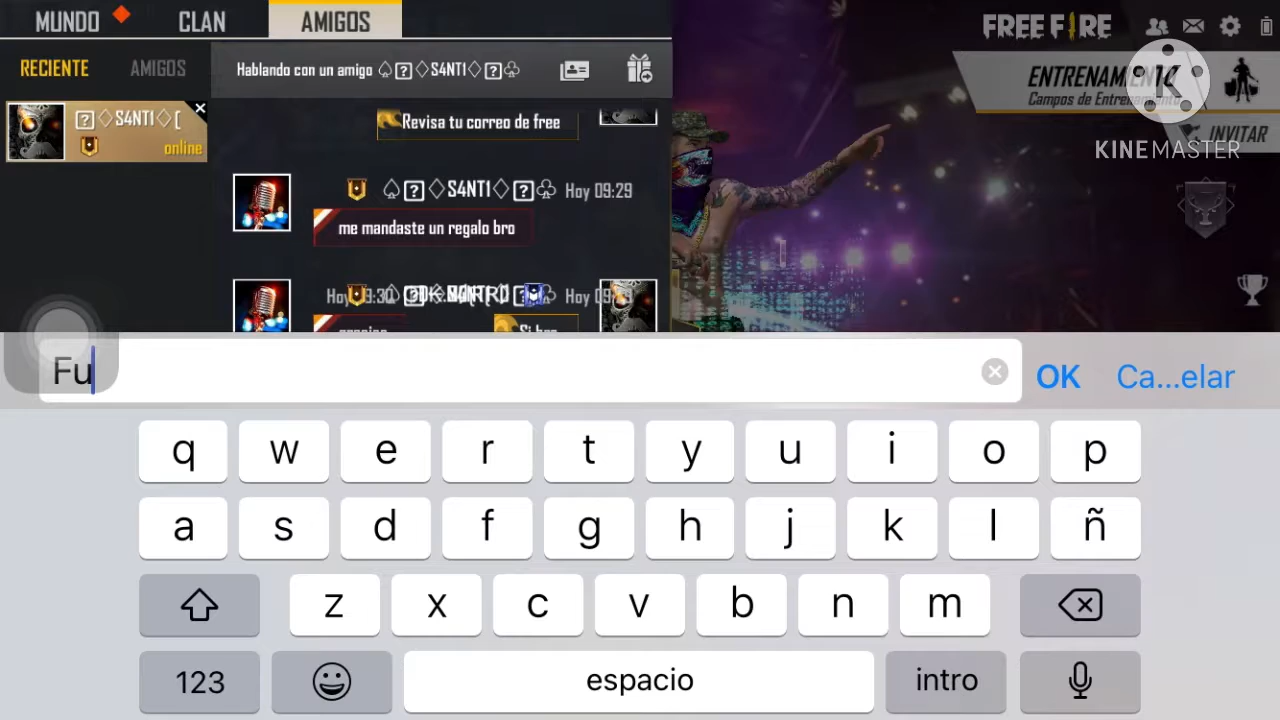 MUNDO CLAN AMIGOS
RECIENTE AMIGOS
Hablando con un amigo ♤?♢S4NT1♢?♧
?♢S4NT1♢[
online
Revisa tu correo de free
♤?♢S4NT1♢?♧ Hoy 09:29
me mandaste un regalo bro
Si bro
FREE FIRE
ENTRENAMIENTO
Campos de Entrenamiento
INVITAR
K
KINEMASTER
Fu
OK Ca...elar
q w e r t y u i o p
a s d f g h j k l ñ
z x c v b n m
123 espacio intro